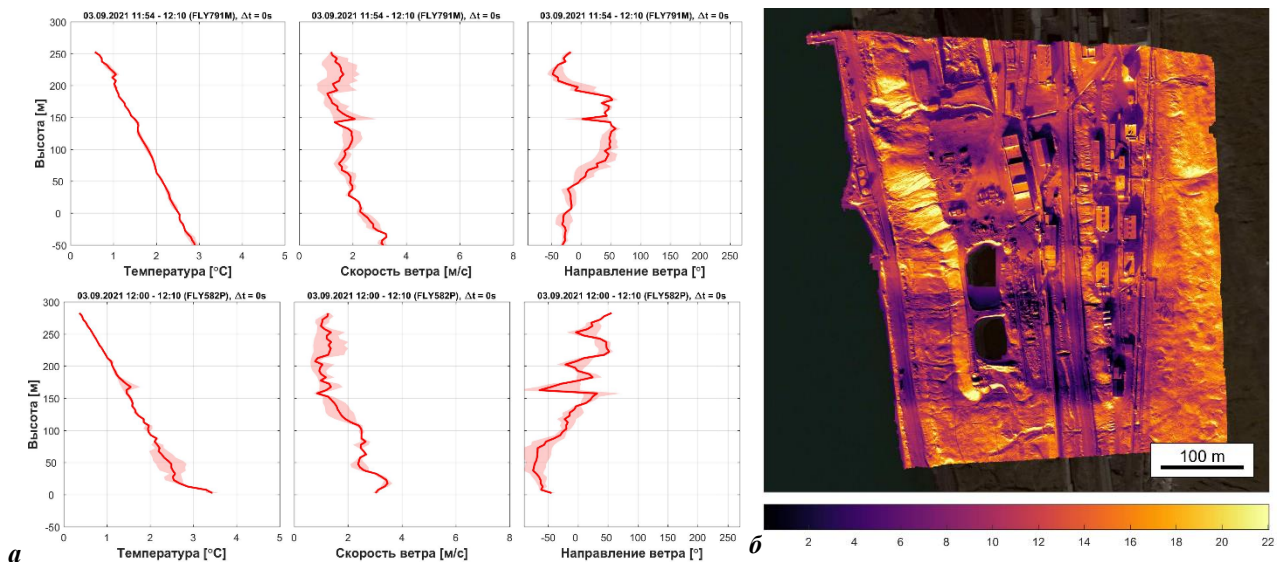 03.09.2021 11:54 - 12:10 (FLY791M), Δt = 0s
03.09.2021 11:54 - 12:10 (FLY791M), Δt = 0s
03.09.2021 11:54 - 12:10 (FLY791M), Δt = 0s
Высота [м]
300
250
200
150
100
50
0
-50
0 1 2 3 4 5
Температура [°C]
0 2 4 6 8
Скорость ветра [м/с]
-50 0 50 100 150 200 250
Направление ветра [°]
03.09.2021 12:00 - 12:10 (FLY582P), Δt = 0s
03.09.2021 12:00 - 12:10 (FLY582P), Δt = 0s
03.09.2021 12:00 - 12:10 (FLY582P), Δt = 0s
Высота [м]
300
250
200
150
100
50
0
-50
0 1 2 3 4 5
Температура [°C]
0 2 4 6 8
Скорость ветра [м/с]
-50 0 50 100 150 200 250
Направление ветра [°]
а
100 m
2 4 6 8 10 12 14 16 18 20 22
б